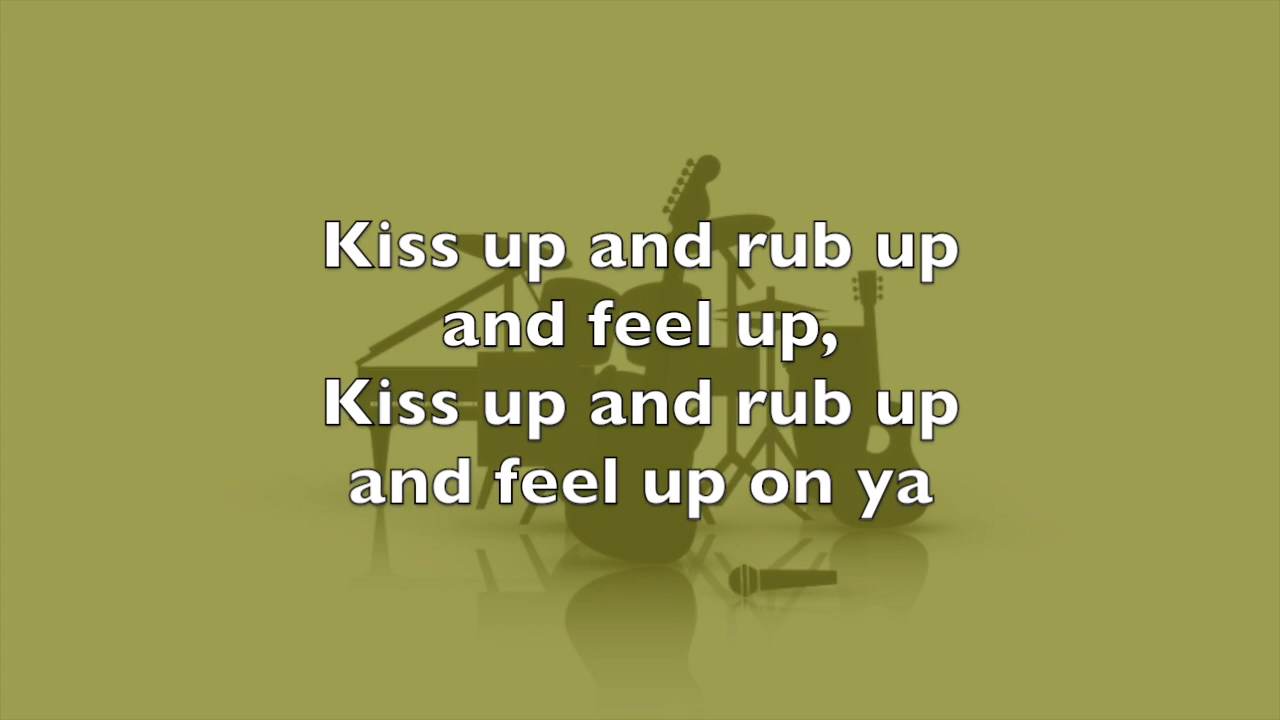 Kiss up and rub up
and feel up,
Kiss up and rub up
and feel up on ya